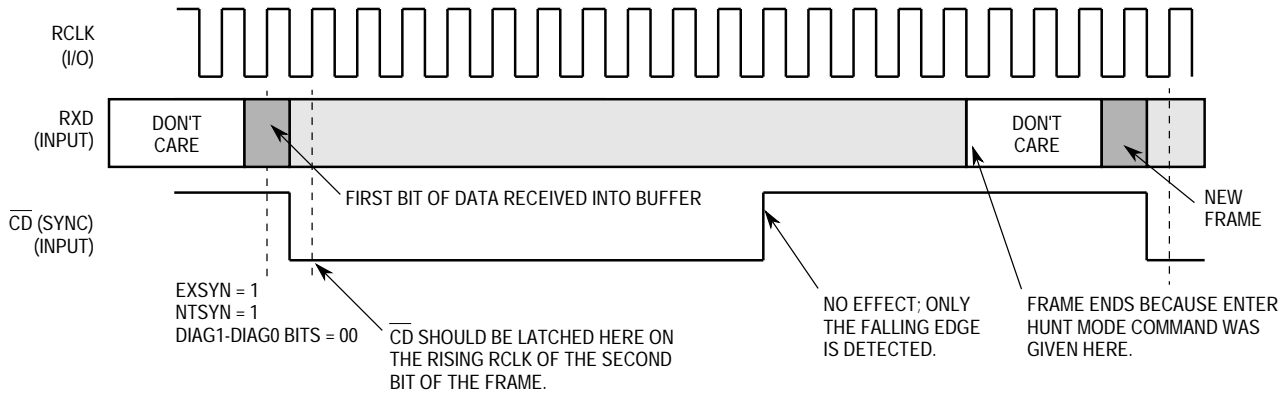 RCLK
(I/O)
RXD
(INPUT)
DON'T
CARE
DON'T
CARE
FIRST BIT OF DATA RECEIVED INTO BUFFER
NEW
FRAME
CD (SYNC)
(INPUT)
EXSYN = 1
NTSYN = 1
DIAG1-DIAG0 BITS = 00
CD SHOULD BE LATCHED HERE ON
THE RISING RCLK OF THE SECOND
BIT OF THE FRAME.
NO EFFECT; ONLY
THE FALLING EDGE
IS DETECTED.
FRAME ENDS BECAUSE ENTER
HUNT MODE COMMAND WAS
GIVEN HERE.